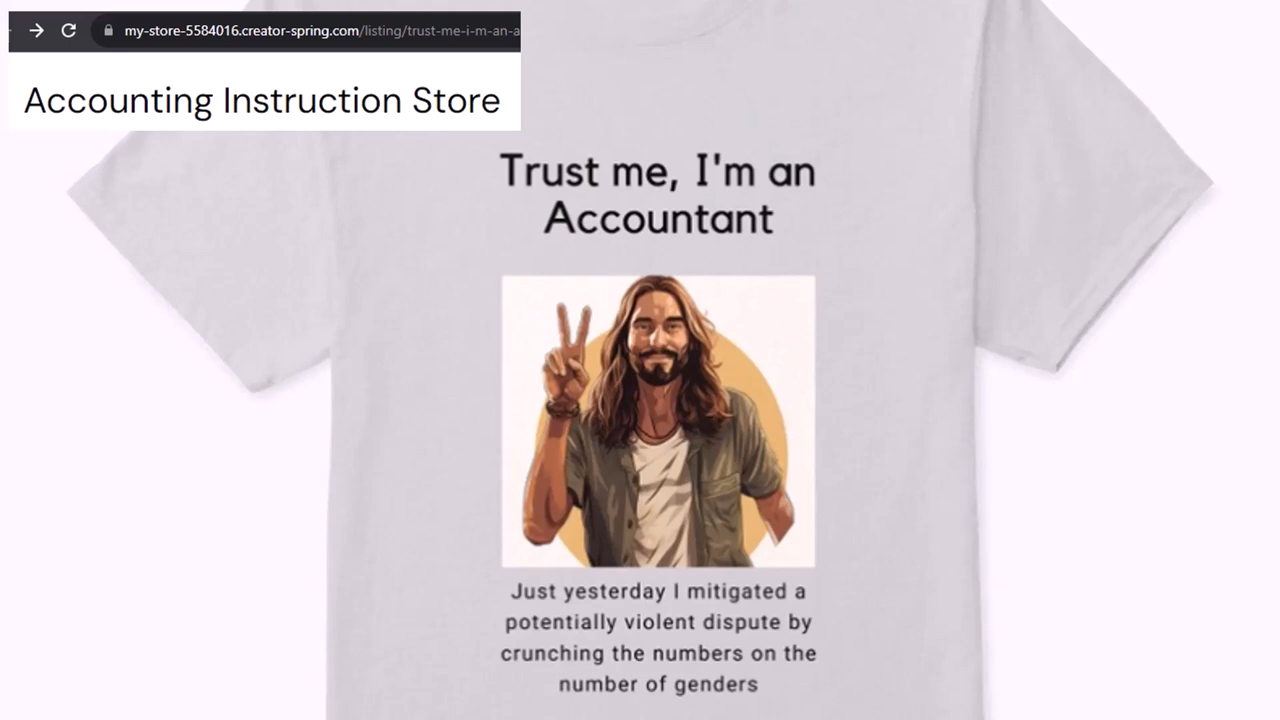 my-store-5584016.creator-spring.com/listing/trust-me-i-m-an-a
Accounting Instruction Store
Trust me, I'm an
Accountant
Just yesterday I mitigated a
potentially violent dispute by
crunching the numbers on the
number of genders